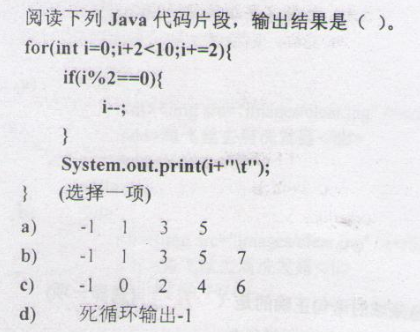 阅读下列 Java 代码片段，输出结果是（ ）。
for(int i=0;i+2<10;i+=2){
if(i%2==0){
i--;
}
System.out.print(i+"\t");
} (选择一项)
a) -1 1 3 5
b) -1 1 3 5 7
c) -1 0 2 4 6
d) 死循环输出-1